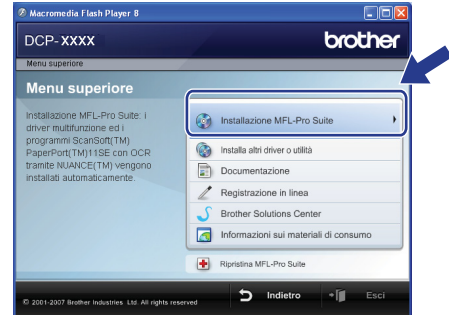 Macromedia Flash Player 8
DCP-XXXX
brother
Menu superiore
Menu superiore
Installazione MFL-Pro Suite: i
driver multifunzione ed i
programmi ScanSoft(TM)
PaperPort(TM)11SE con OCR
tramite NUANCE(TM) vengono
installati automaticamente.
Installazione MFL-Pro Suite
Installa altri driver o utilità
Documentazione
Registrazione in linea
Brother Solutions Center
Informazioni sui materiali di consumo
Ripristina MFL-Pro Suite
© 2001-2007 Brother Industries Ltd. All rights reserved
Indietro
Esci